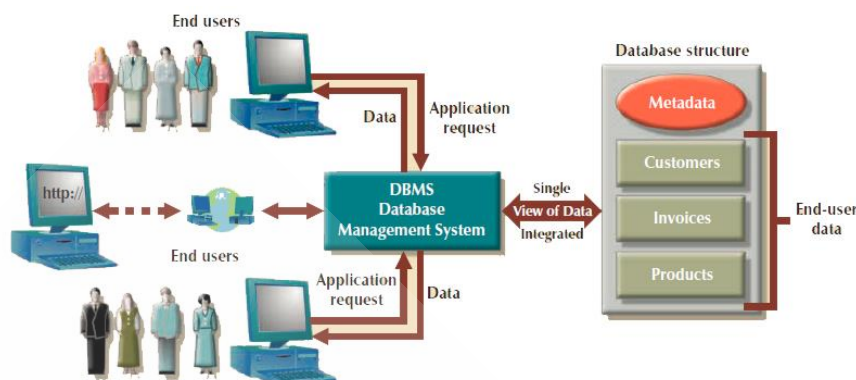 End users
Database structure
Metadata
Data
Application
request
Customers
http://
DBMS
Database
Management System
Single
View of Data
Integrated
Invoices
End-user
data
End users
Application
request
Data
Products